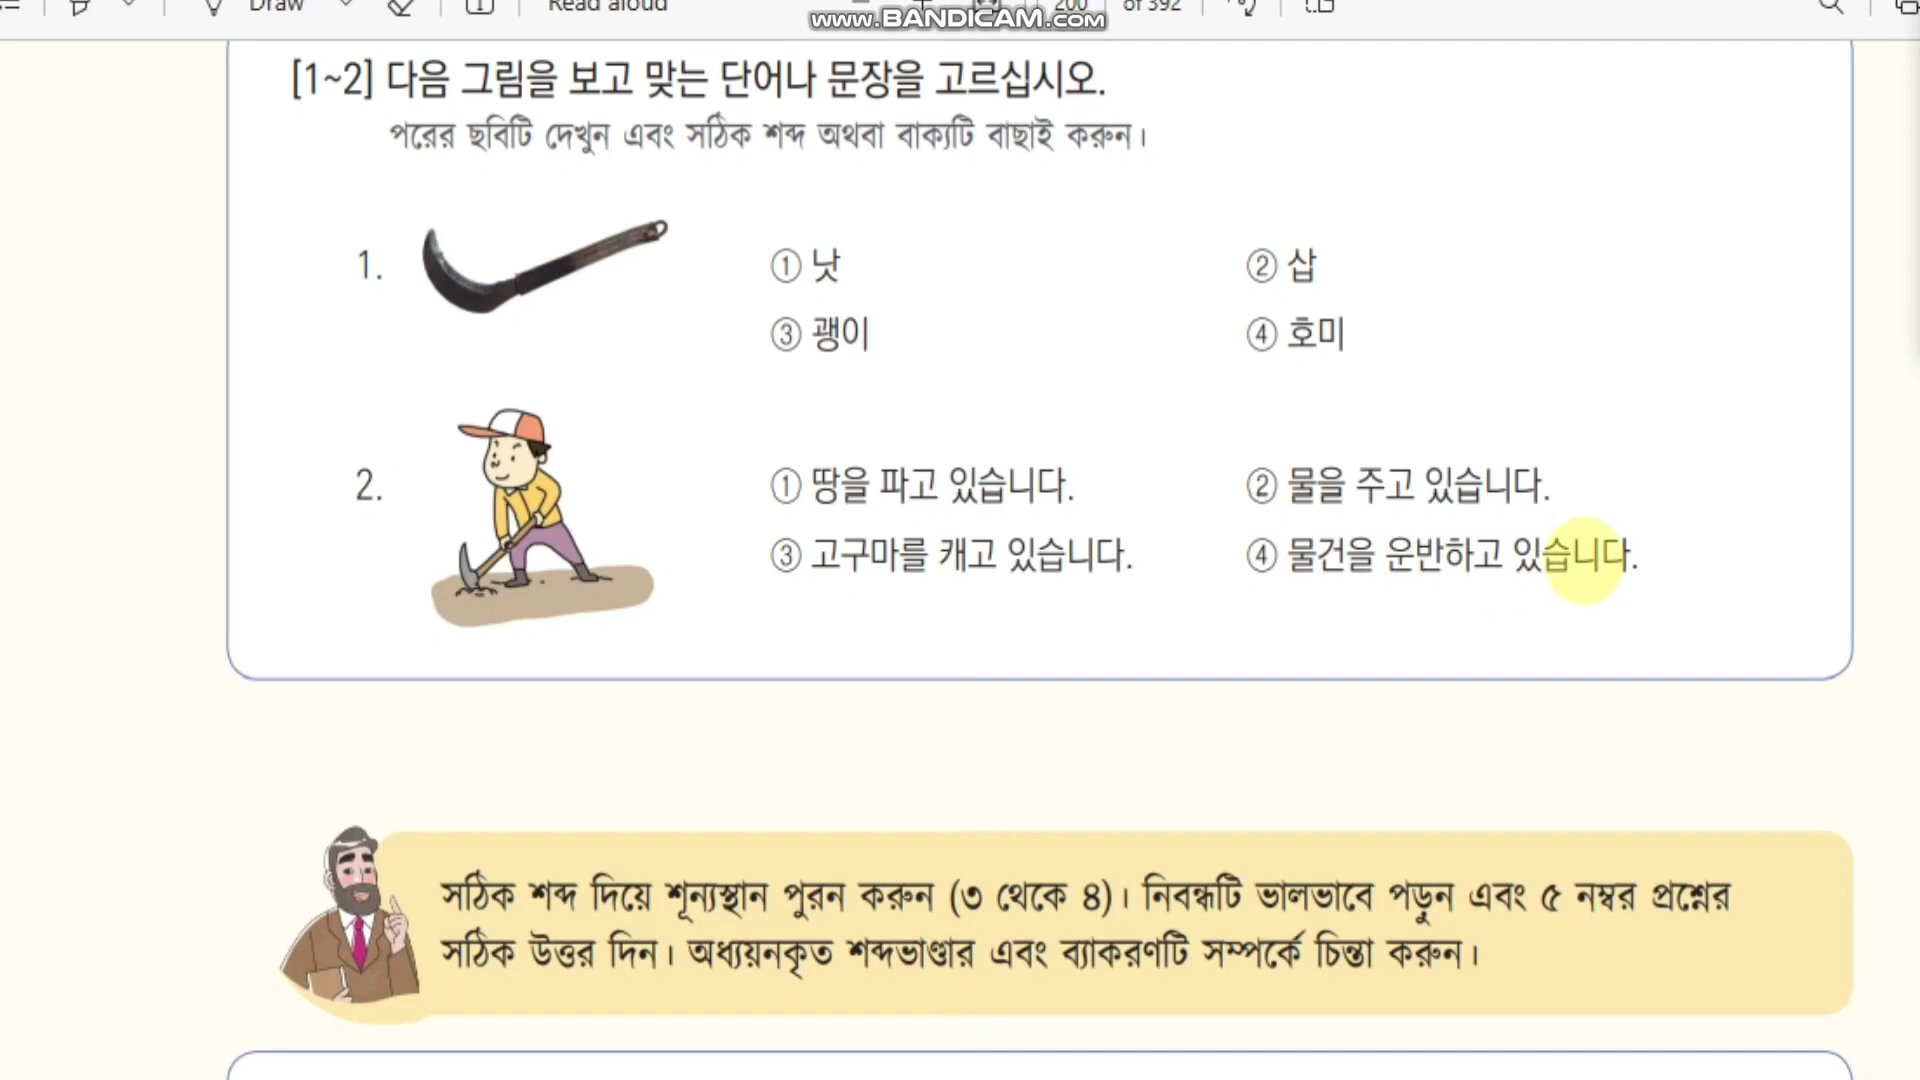 Draw
Read aloud
200 of 392
www.BANDICAM.com
[1~2] 다음 그림을 보고 맞는 단어나 문장을 고르십시오.
পরের ছবিটি দেখুন এবং সঠিক শব্দ অথবা বাক্যটি বাছাই করুন।
1.
① 낫
② 삽
③ 괭이
④ 호미
2.
① 땅을 파고 있습니다.
② 물을 주고 있습니다.
③ 고구마를 캐고 있습니다.
④ 물건을 운반하고 있습니다.
সঠিক শব্দ দিয়ে শূন্যস্থান পুরন করুন (৩ থেকে ৪)। নিবন্ধটি ভালভাবে পড়ুন এবং ৫ নম্বর প্রশ্নের
সঠিক উত্তর দিন। অধ্যয়নকৃত শব্দভাণ্ডার এবং ব্যাকরণটি সম্পর্কে চিন্তা করুন।